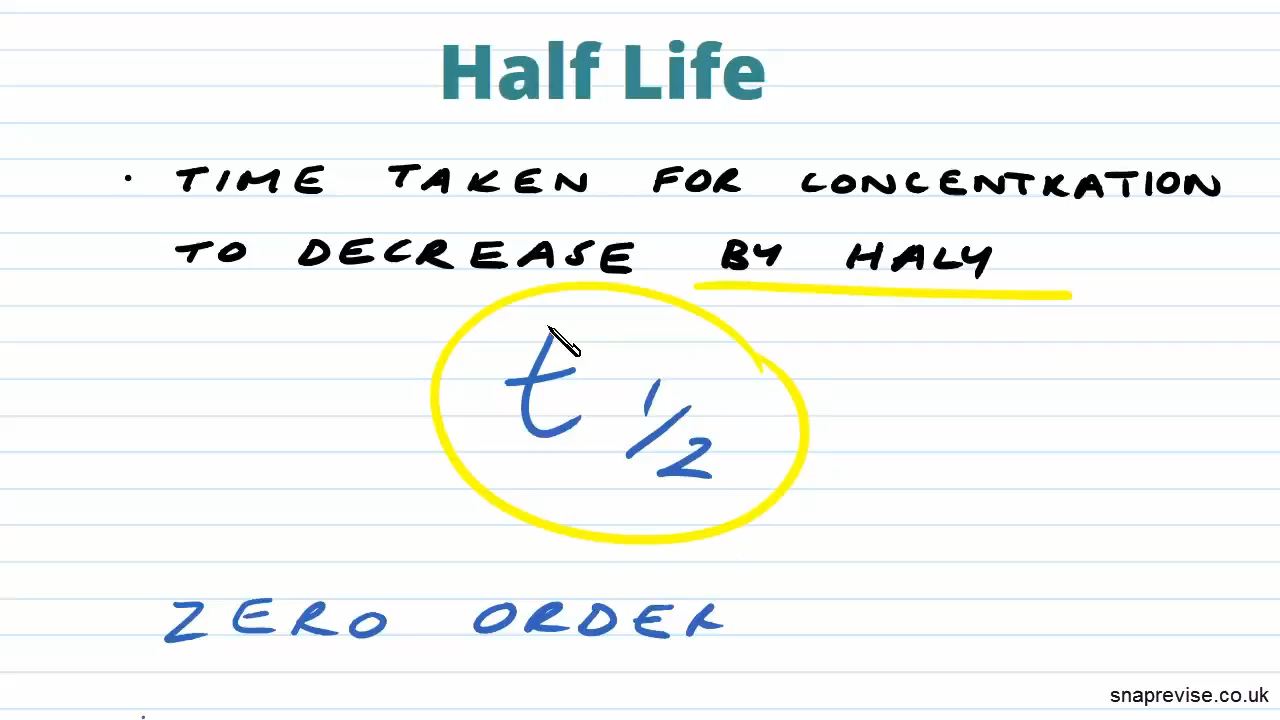 Half Life
· TIME TAKEN FOR CONCENTRATION
TO DECREASE BY HALF
t 1/2
ZERO ORDER
snaprevise.co.uk